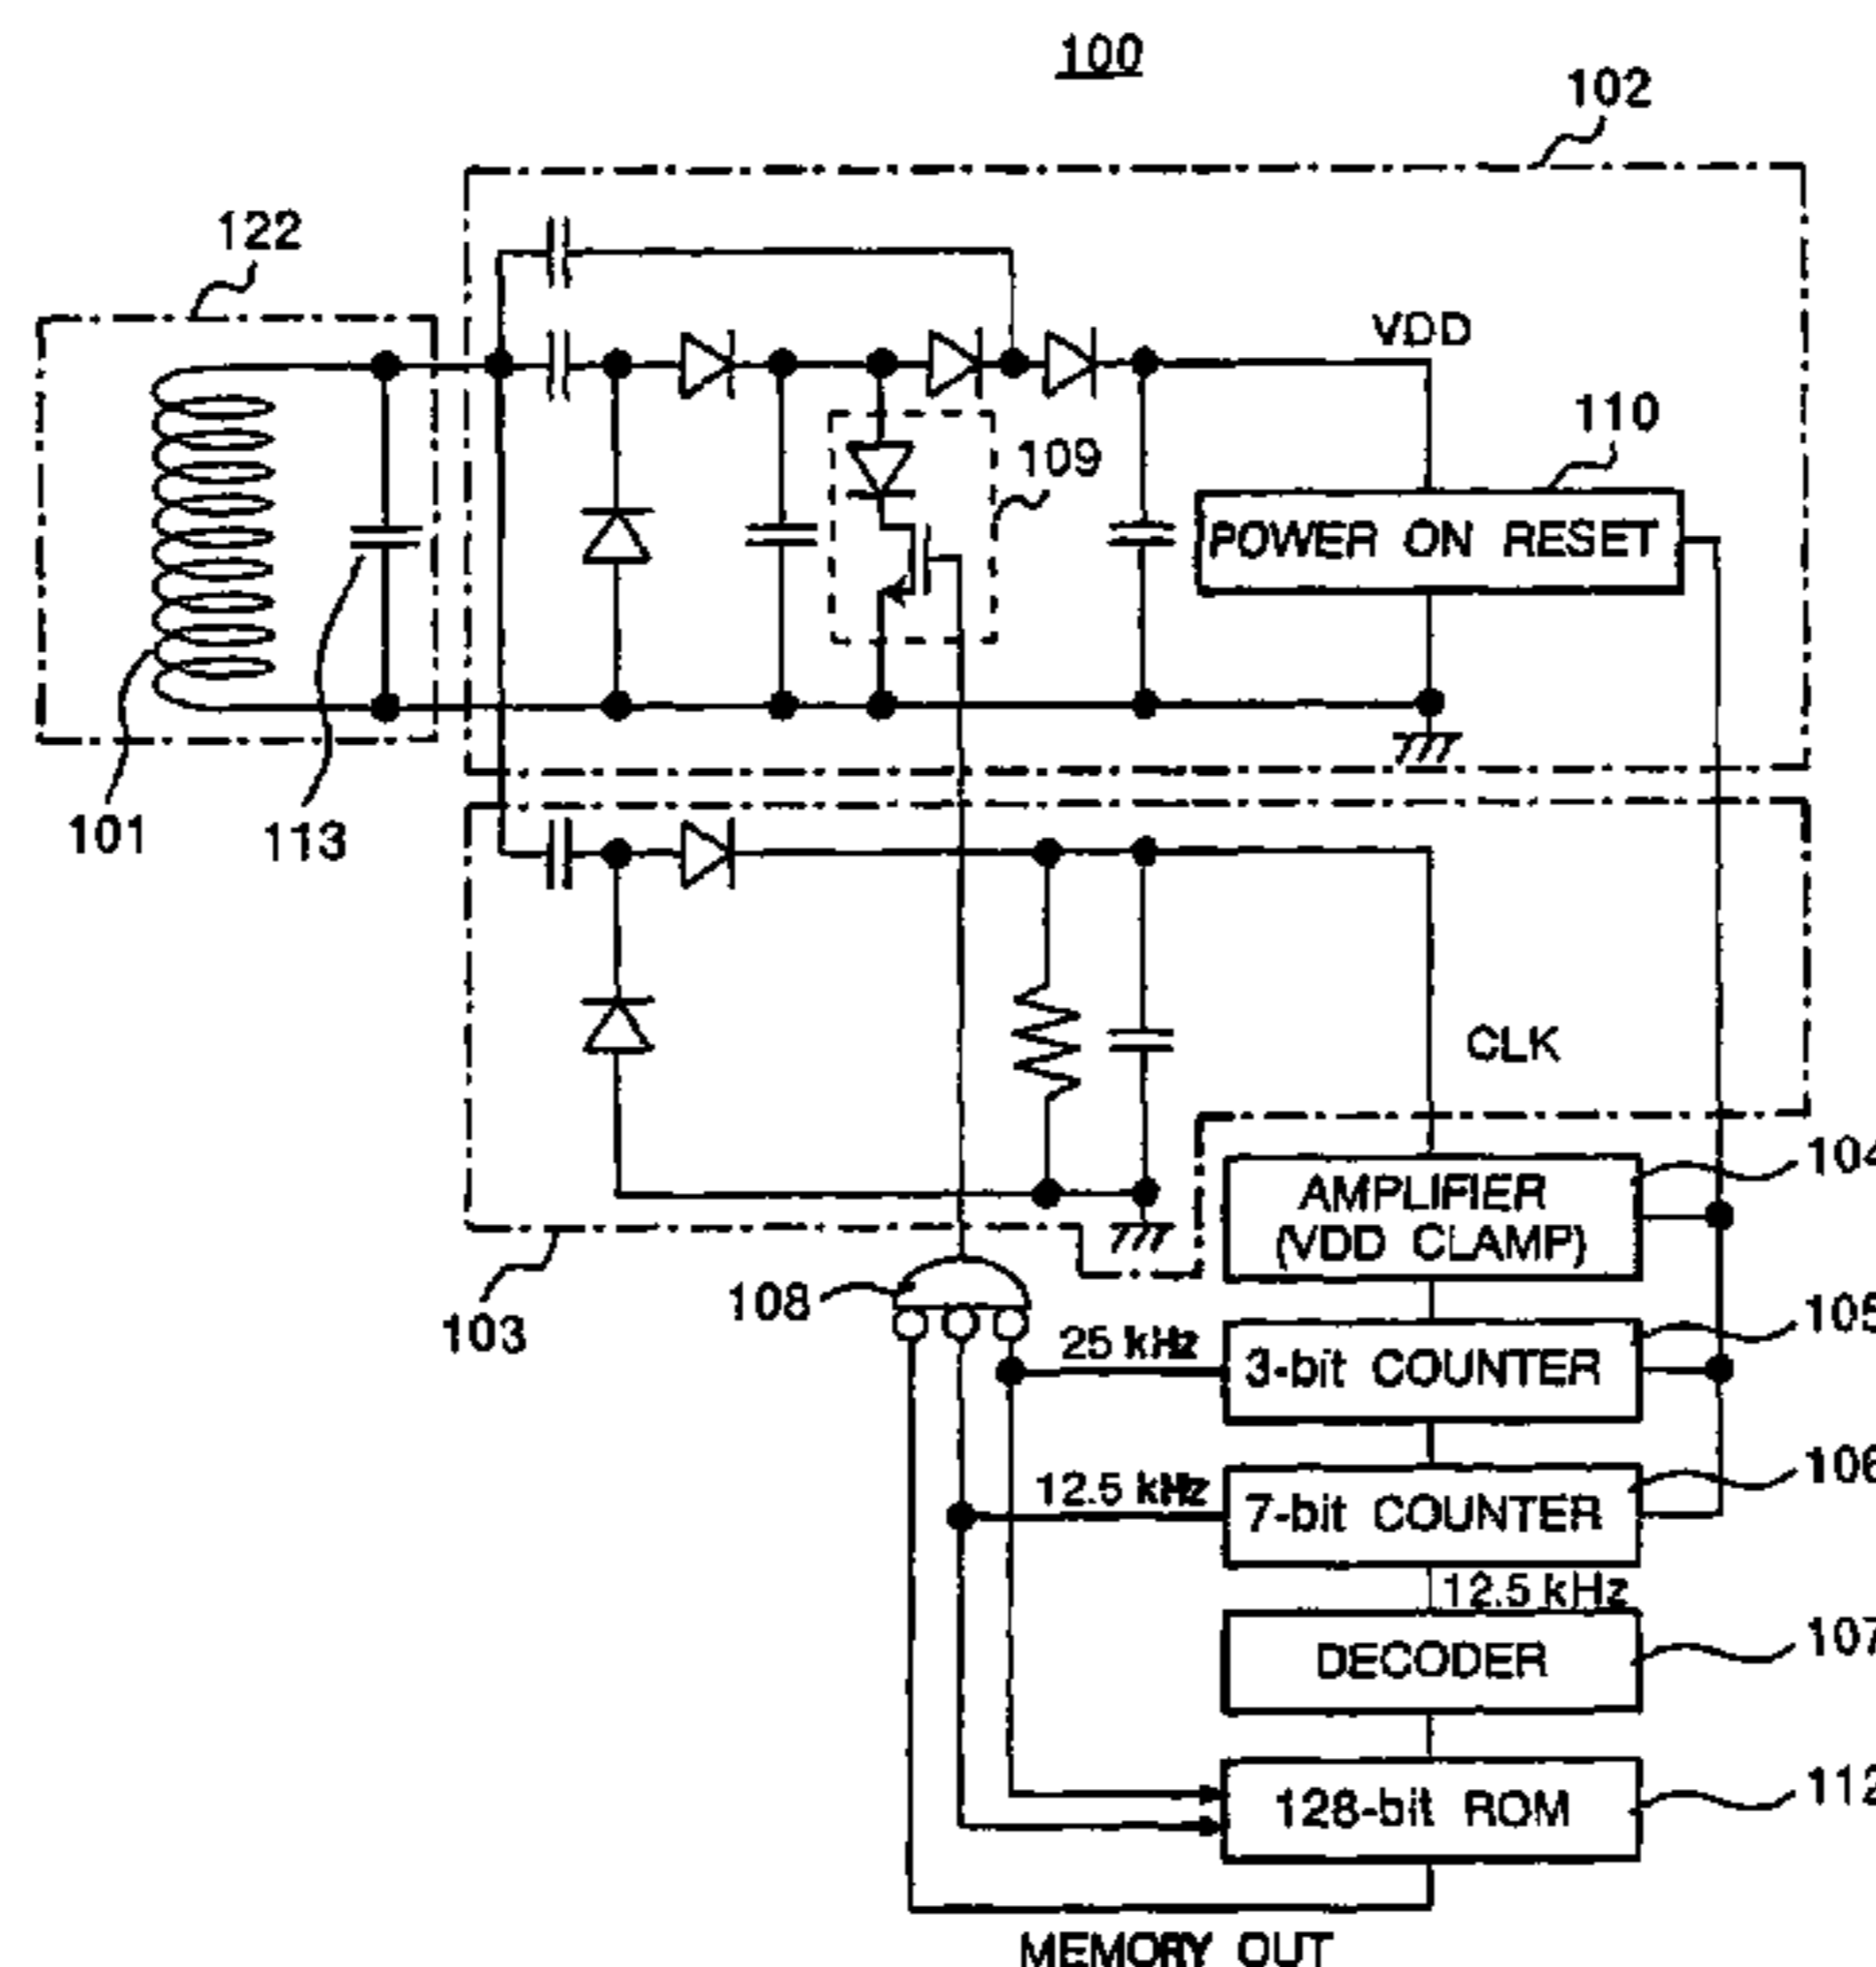 100
102
122
VDD
110
109
POWER ON RESET
101
113
CLK
104
AMPLIFIER
(VDD CLAMP)
108
103
105
25 kHz
3-bit COUNTER
106
12.5 kHz
7-bit COUNTER
12.5 kHz
107
DECODER
112
128-bit ROM
MEMORY OUT